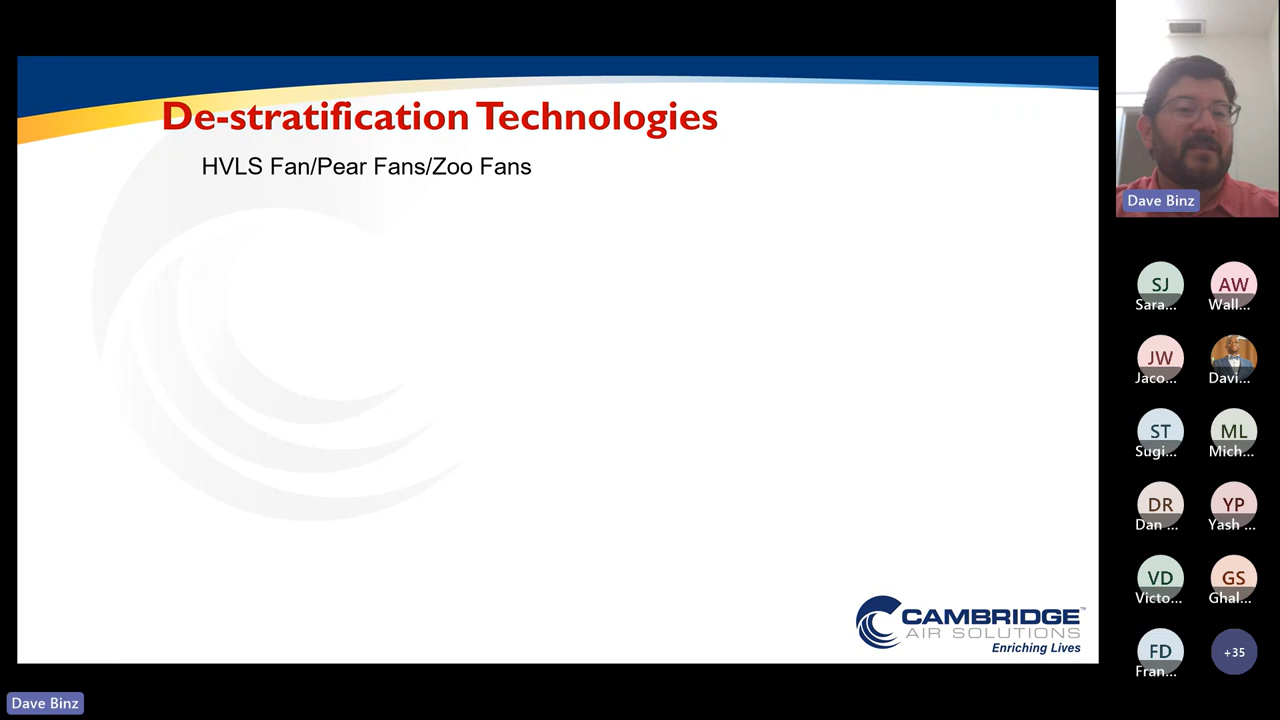 De-stratification Technologies
HVLS Fan/Pear Fans/Zoo Fans
CAMBRIDGE™
AIR SOLUTIONS
Enriching Lives
Dave Binz
SJ
Sara...
AW
Wall...
JW
Jaco...
Davi...
ST
Sugi...
ML
Mich...
DR
Dan ...
YP
Yash ...
VD
Victo...
GS
Ghal...
FD
Fran...
+35
Dave Binz